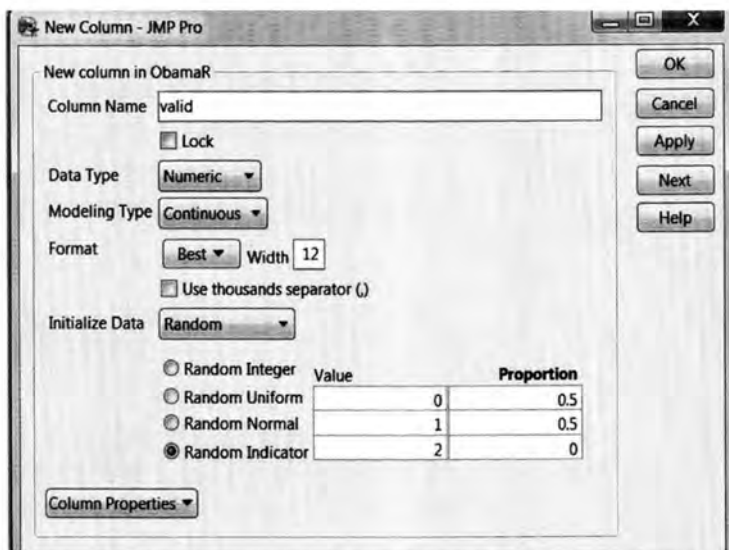 New Column - JMP Pro
New column in ObamaR
Column Name valid
Lock
Data Type Numeric
Modeling Type Continuous
Format Best Width 12
Use thousands separator (,)
Initialize Data Random
Random Integer
Random Uniform
Random Normal
Random Indicator
Value Proportion
0 0.5
1 0.5
2 0
Column Properties
OK
Cancel
Apply
Next
Help